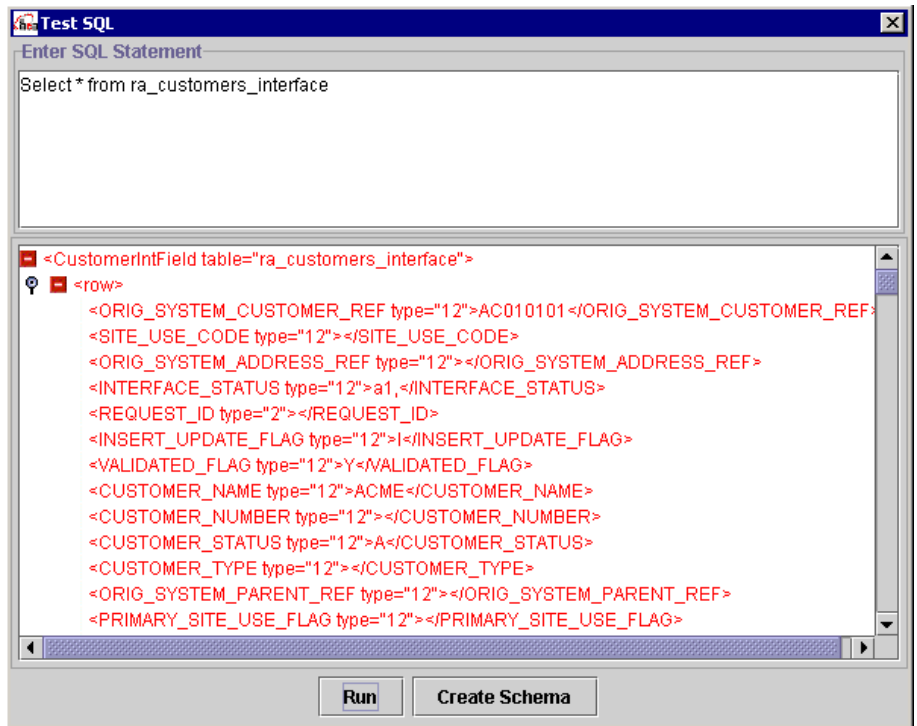 bea Test SQL
Enter SQL Statement
Select * from ra_customers_interface
<CustomerIntField table="ra_customers_interface">
<row>
<ORIG_SYSTEM_CUSTOMER_REF type="12">AC010101</ORIG_SYSTEM_CUSTOMER_REF>
<SITE_USE_CODE type="12"></SITE_USE_CODE>
<ORIG_SYSTEM_ADDRESS_REF type="12"></ORIG_SYSTEM_ADDRESS_REF>
<INTERFACE_STATUS type="12">a1,</INTERFACE_STATUS>
<REQUEST_ID type="2"></REQUEST_ID>
<INSERT_UPDATE_FLAG type="12">I</INSERT_UPDATE_FLAG>
<VALIDATED_FLAG type="12">Y</VALIDATED_FLAG>
<CUSTOMER_NAME type="12">ACME</CUSTOMER_NAME>
<CUSTOMER_NUMBER type="12"></CUSTOMER_NUMBER>
<CUSTOMER_STATUS type="12">A</CUSTOMER_STATUS>
<CUSTOMER_TYPE type="12"></CUSTOMER_TYPE>
<ORIG_SYSTEM_PARENT_REF type="12"></ORIG_SYSTEM_PARENT_REF>
<PRIMARY_SITE_USE_FLAG type="12"></PRIMARY_SITE_USE_FLAG>
Run Create Schema